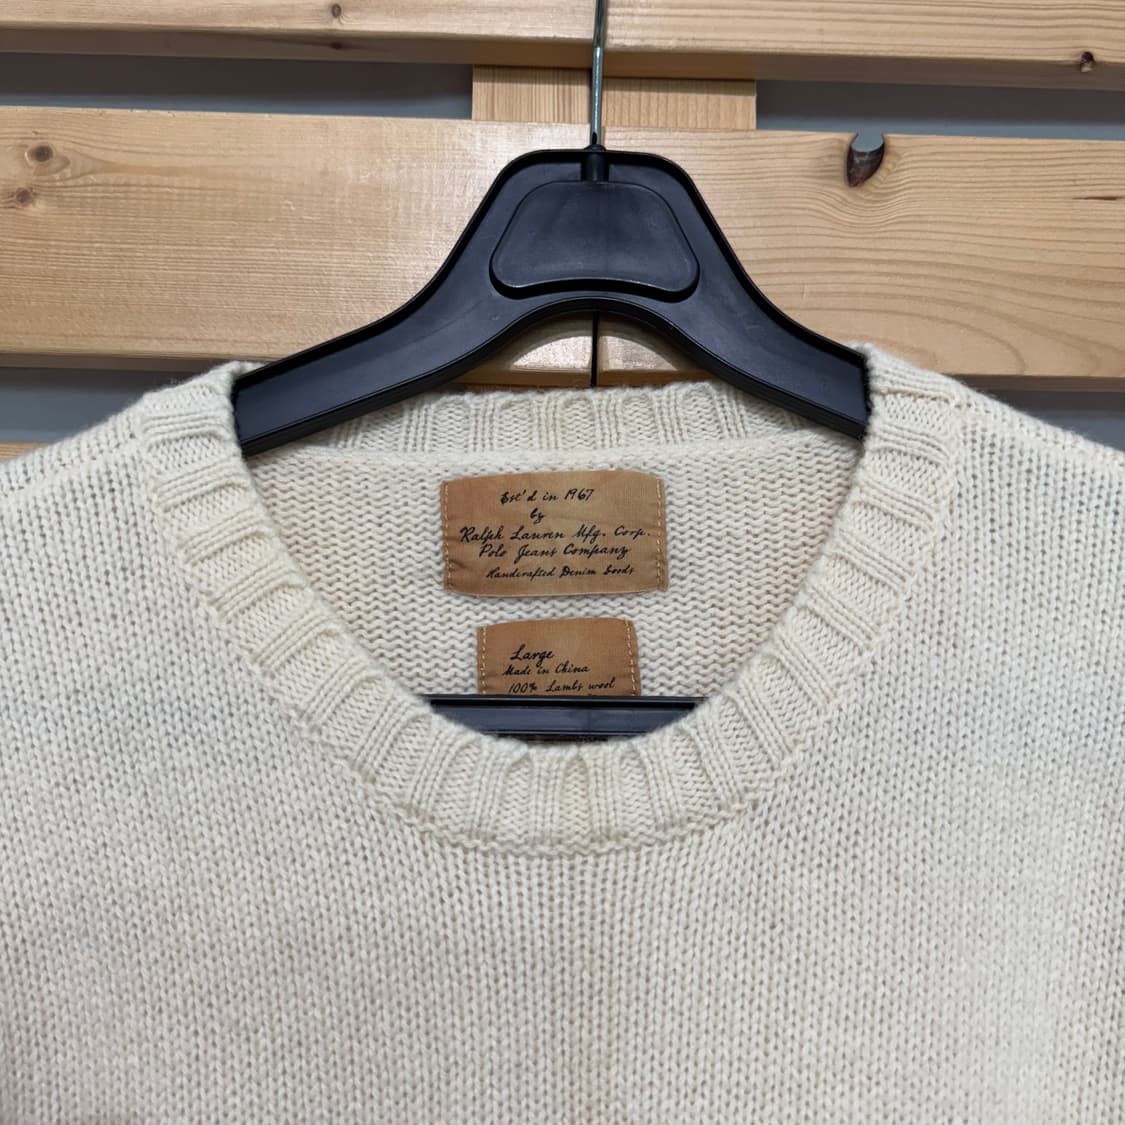 Est'd in 1967
by
Ralph Lauren Mfg. Corp.
Polo Jeans Company
Handcrafted Denim Goods
Large
Made in China
100% Lambs wool